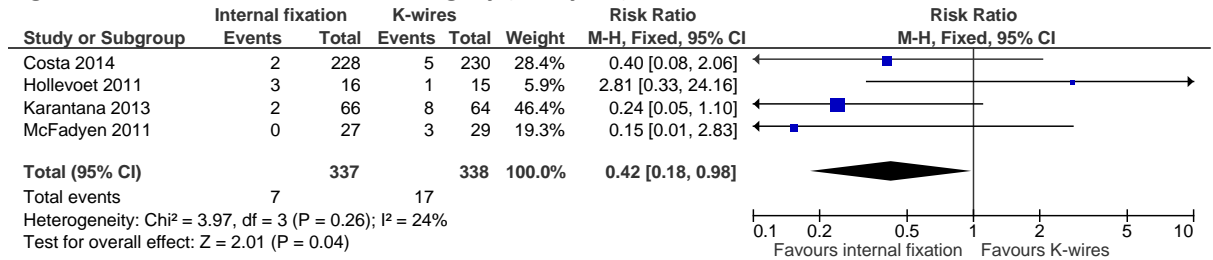 Internal fixation K-wires Risk Ratio Risk Ratio
Study or Subgroup Events Total Events Total Weight M-H, Fixed, 95% CI M-H, Fixed, 95% CI
Costa 2014 2 228 5 230 28.4% 0.40 [0.08, 2.06]
Hollevoet 2011 3 16 1 15 5.9% 2.81 [0.33, 24.16]
Karantana 2013 2 66 8 64 46.4% 0.24 [0.05, 1.10]
McFadyen 2011 0 27 3 29 19.3% 0.15 [0.01, 2.83]
Total (95% CI) 337 338 100.0% 0.42 [0.18, 0.98]
Total events 7 17
Heterogeneity: Chi² = 3.97, df = 3 (P = 0.26); I² = 24%
Test for overall effect: Z = 2.01 (P = 0.04)
0.1 0.2 0.5 1 2 5 10
Favours internal fixation Favours K-wires